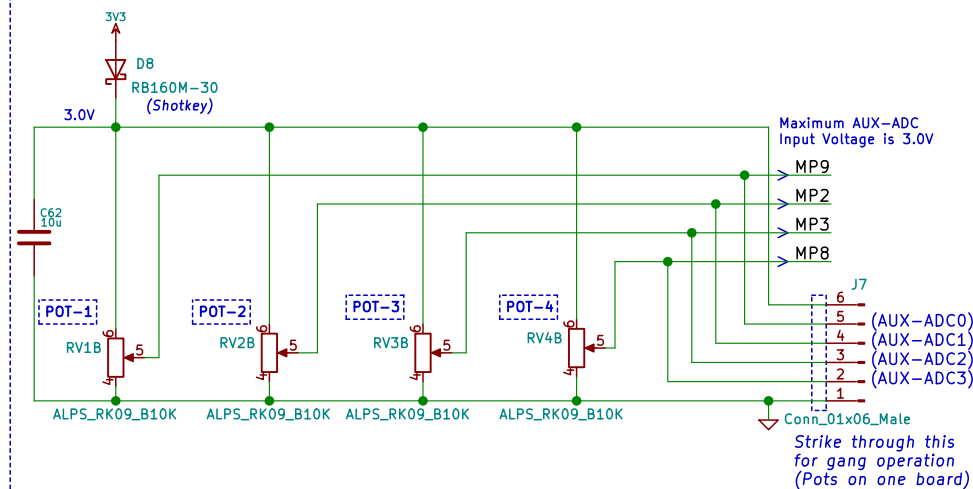 3V3
D8
RB160M-30
(Shotkey)
3.0V
Maximum AUX-ADC
Input Voltage is 3.0V
MP9
MP2
MP3
MP8
C62
10u
J7
POT-1
POT-2
POT-3
POT-4
6
5
4
RV1B
6
5
4
RV2B
6
5
4
RV3B
6
5
4
RV4B
6
5 (AUX-ADC0)
4 (AUX-ADC1)
3 (AUX-ADC2)
2 (AUX-ADC3)
1
ALPS_RK09_B10K
ALPS_RK09_B10K
ALPS_RK09_B10K
ALPS_RK09_B10K
Conn_01x06_Male
Strike through this
for gang operation
(Pots on one board)